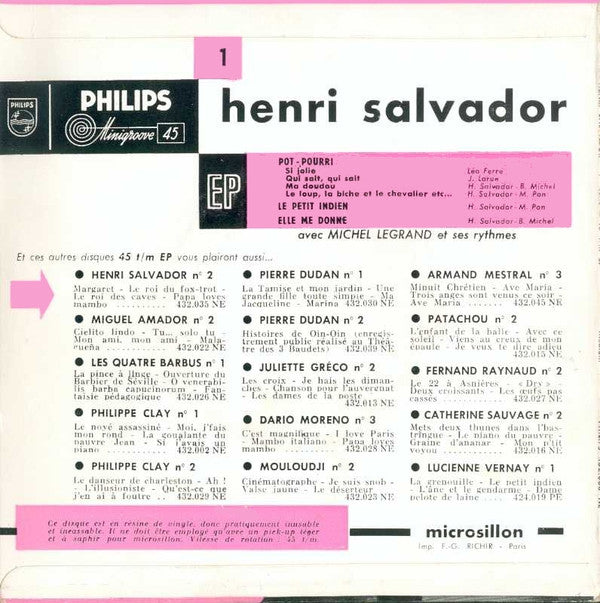 1
PHILIPS
PHILIPS
Minigroove 45
henri salvador
EP
POT-POURRI
Si jolie Léo Ferré
Qui sait, qui sait J. Larue
Ma doudou H. Salvador-B. Michel
Le loup, la biche et le chevalier etc... H. Salvador-M. Pon
LE PETIT INDIEN H. Salvador-M. Pon
ELLE ME DONNE H. Salvador-B. Michel
avec MICHEL LEGRAND et ses rythmes
Et ces autres disques 45 t/m EP vous plairont aussi...
● HENRI SALVADOR n° 2
Margaret - Le roi du fox-trot -
Le roi des caves - Papa loves
mambo ........ 432.035 NE
● MIGUEL AMADOR n° 2
Cielito lindo - Tu... solo tu -
Mon ami, mon ami - Mala-
gueña ........ 432.022 NE
● LES QUATRE BARBUS n° 1
La pince à linge - Ouverture du
Barbier de Séville - O venerabi-
lis barba capucinorum - Fan-
taisie pédagogique 432.026 NE
● PHILIPPE CLAY n° 1
Le noyé assassiné - Moi, j'fais
mon rond - La goualante du
pauvre Jean - Si j'avais un
piano ........ 432.002 NE
● PHILIPPE CLAY n° 2
Le danseur de charleston - Ah !
- L'illusionniste - Qu'est-ce que
j'en ai à foutre .. 432.029 NE
● PIERRE DUDAN n° 1
La Tamise et mon jardin - Une
grande fille toute simple - Ma
Jacqueline - Marina 432.030 NE
● PIERRE DUDAN n° 2
Histoires de Oin-Oin (enregis-
trement public réalisé au Théâ-
tre des 3 Baudets) 432.039 NE
● JULIETTE GRÉCO n° 2
Les croix - Je hais les diman-
ches - Chanson pour l'auvergnat
- Les dames de la poste
432.013 NE
● DARIO MORENO n° 3
C'est magnifique - I love Paris
- Mambo italiano - Papa loves
mambo ........ 432.028 NE
● MOULOUDJI n° 2
Cinématographe - Je suis snob -
Valse jaune - Le déserteur
432.023 NE
● ARMAND MESTRAL n° 3
Minuit Chrétien - Ave Maria -
Trois anges sont venus ce soir -
Ave Maria .... 432.045 NE
● PATACHOU n° 2
L'enfant de la balle - Avec ce
soleil - Viens au creux de mon
épaule - Je veux te dire adieu
432.015 NE
● FERNAND RAYNAUD n° 2
Le 22 à Asnières - « Dry » -
Deux croissants - Les œufs pas
cassés ........ 432.027 NE
● CATHERINE SAUVAGE n° 2
Mets deux thunes dans l'bas-
tringue - Le piano du pauvre -
Graine d'ananar - Mon p'tit
voyou ........ 432.016 NE
● LUCIENNE VERNAY n° 1
La grenouille - Le petit indien
- L'âne et le gendarme - Dame
pelote de laine .... 424.019 PE
Ce disque est en résine de vinyle, donc pratiquement inusable
et incassable. Il ne doit être employé qu'avec un pick-up léger
et à saphir pour microsillon. Vitesse de rotation : 45 t/m.
microsillon
Imp. F.-G. RICHIR - Paris